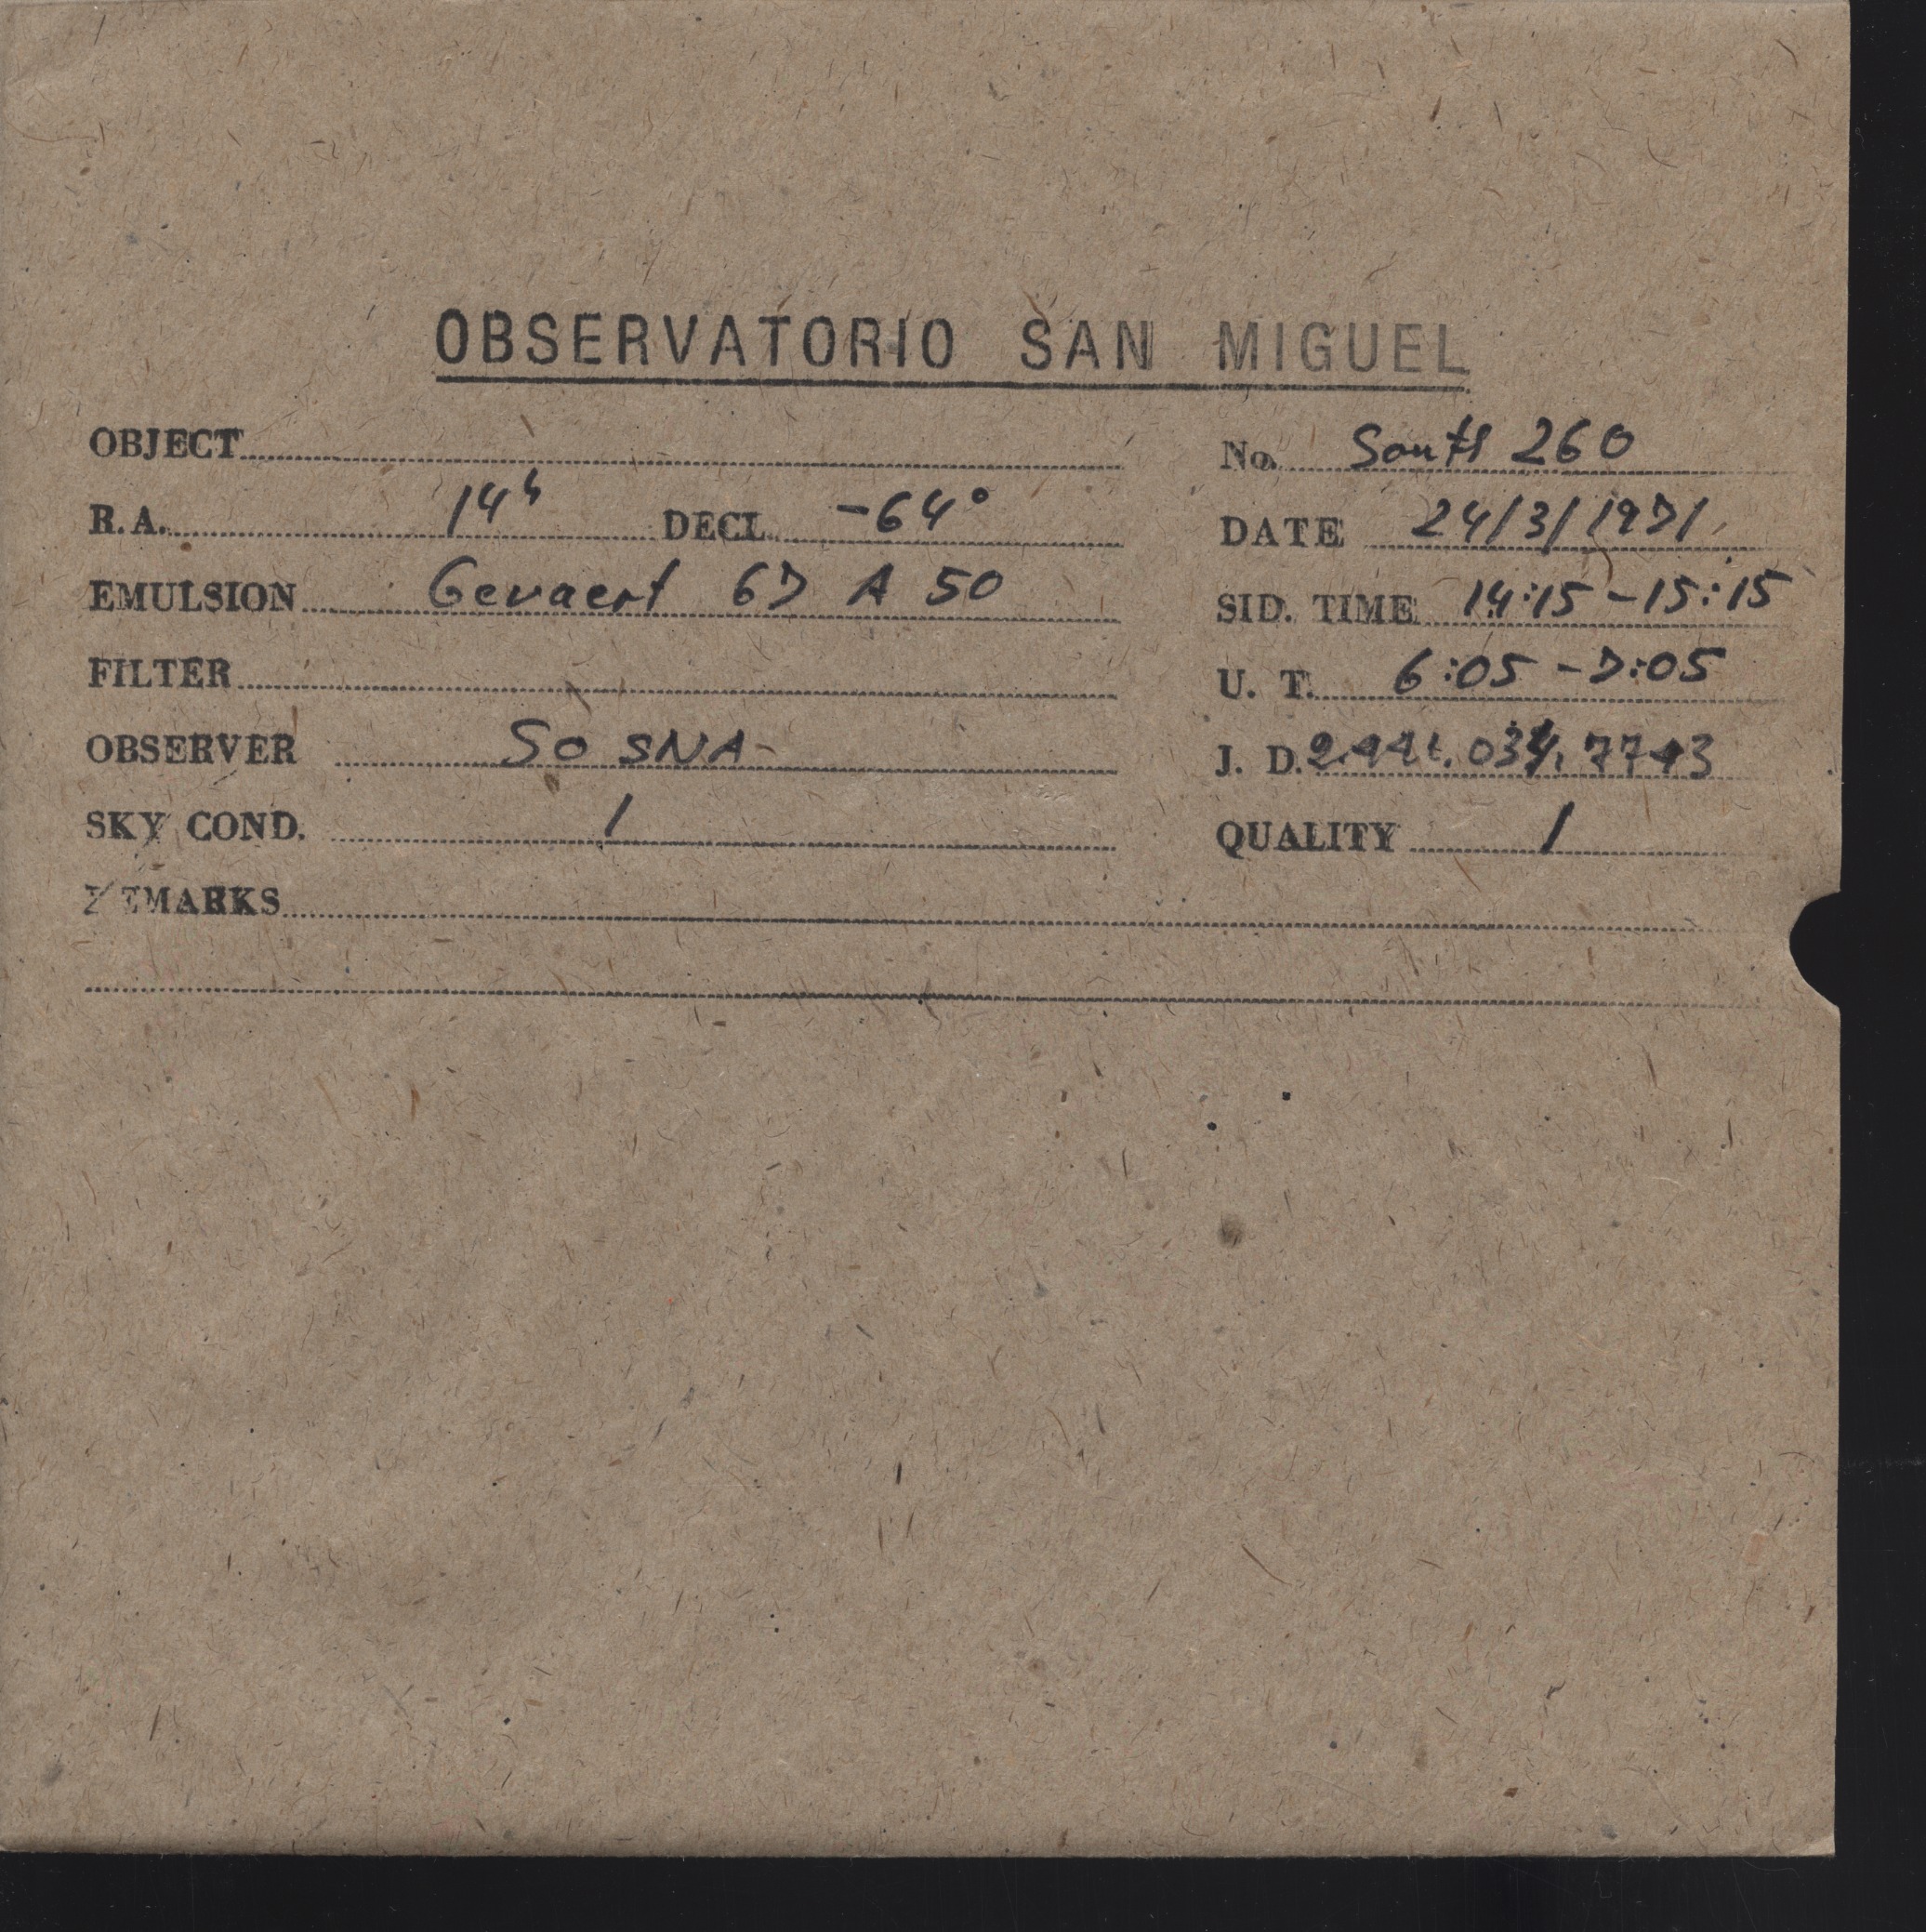 OBSERVATORIO SAN MIGUEL
OBJECT
No. South 260
R.A. 14h DECL. -64°
DATE 24/3/1971
EMULSION Gevaert 67 A 50
SID. TIME 14:15 - 15:15
FILTER
U. T. 6:05 - 7:05
OBSERVER SOSNA
J. D. 2.441.034.7743
SKY COND. 1
QUALITY 1
REMARKS